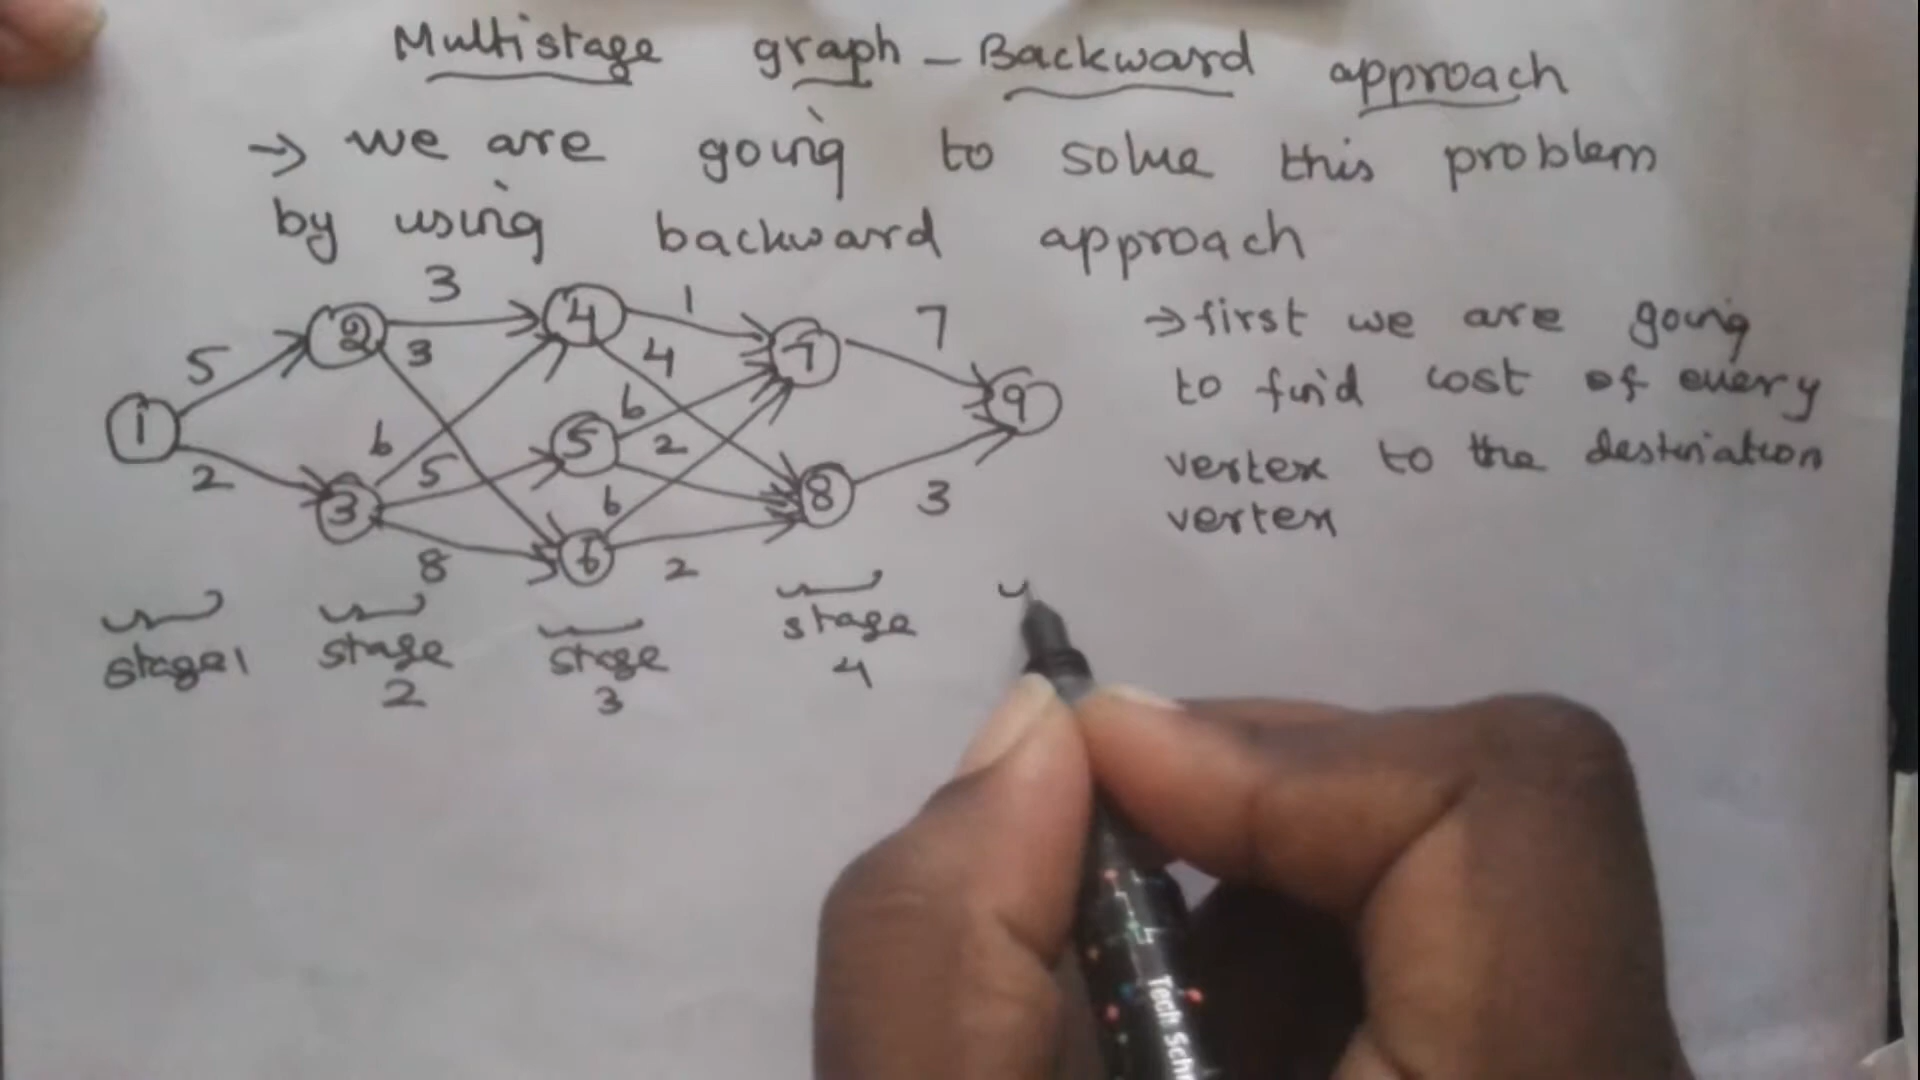 Multistage graph - Backward approach
→ we are going to solve this problem
by using backward approach
→ first we are going
to find cost of every
vertex to the destination
vertex
3
4
1
7
5
2
3
4
7
9
1
6
6
5
5
2
2
3
8
3
6
8
6
2
stage 1
stage
2
stage
3
stage
4
Tech